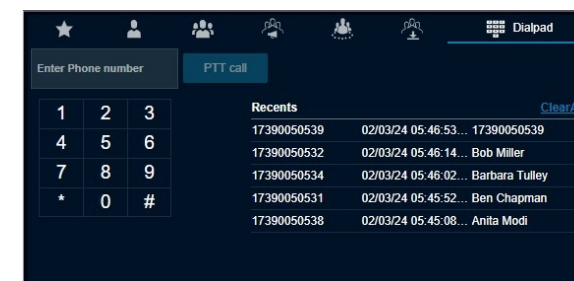 Dialpad
Enter Phone number PTT call
Recents Clear
1 2 3
4 5 6
7 8 9
* 0 #
17390050539 02/03/24 05:46:53... 17390050539
17390050532 02/03/24 05:46:14... Bob Miller
17390050534 02/03/24 05:46:02... Barbara Tulley
17390050531 02/03/24 05:45:52... Ben Chapman
17390050538 02/03/24 05:45:08... Anita Modi